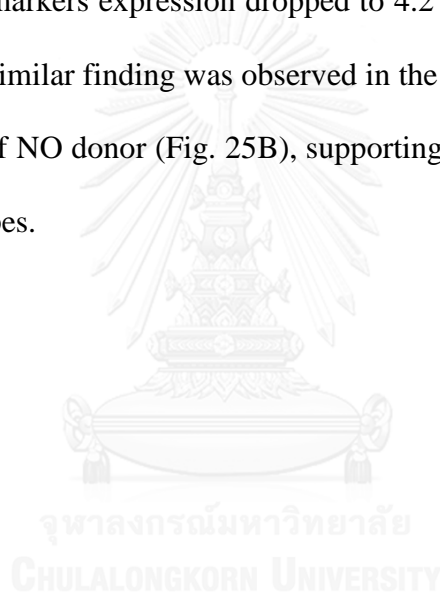 markers expression dropped to 4.2
imilar finding was observed in the
f NO donor (Fig. 25B), supporting
pes.
จุฬาลงกรณ์มหาวิทยาลัย
CHULALONGKORN UNIVERSITY